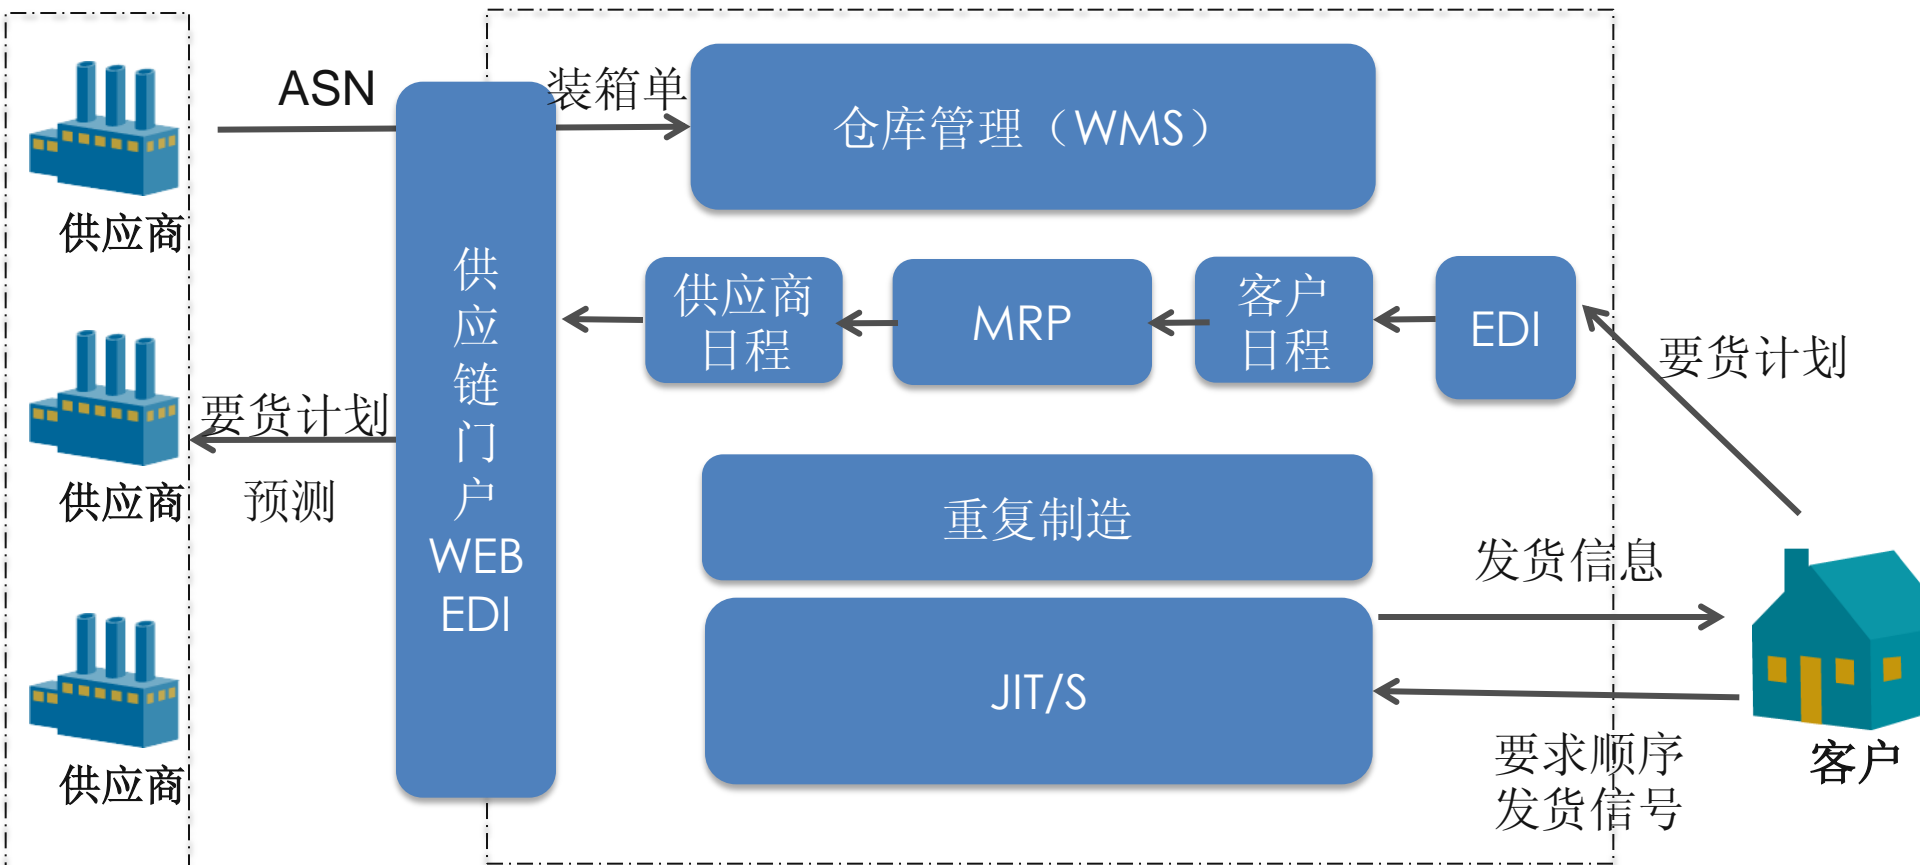 ASN
装箱单
仓库管理（WMS）
供应商
供
应
链
门
户
WEB
EDI
供应商
日程
MRP
客户
日程
EDI
要货计划
要货计划
供应商
预测
重复制造
发货信息
JIT/S
要求顺序
发货信号
供应商
客户